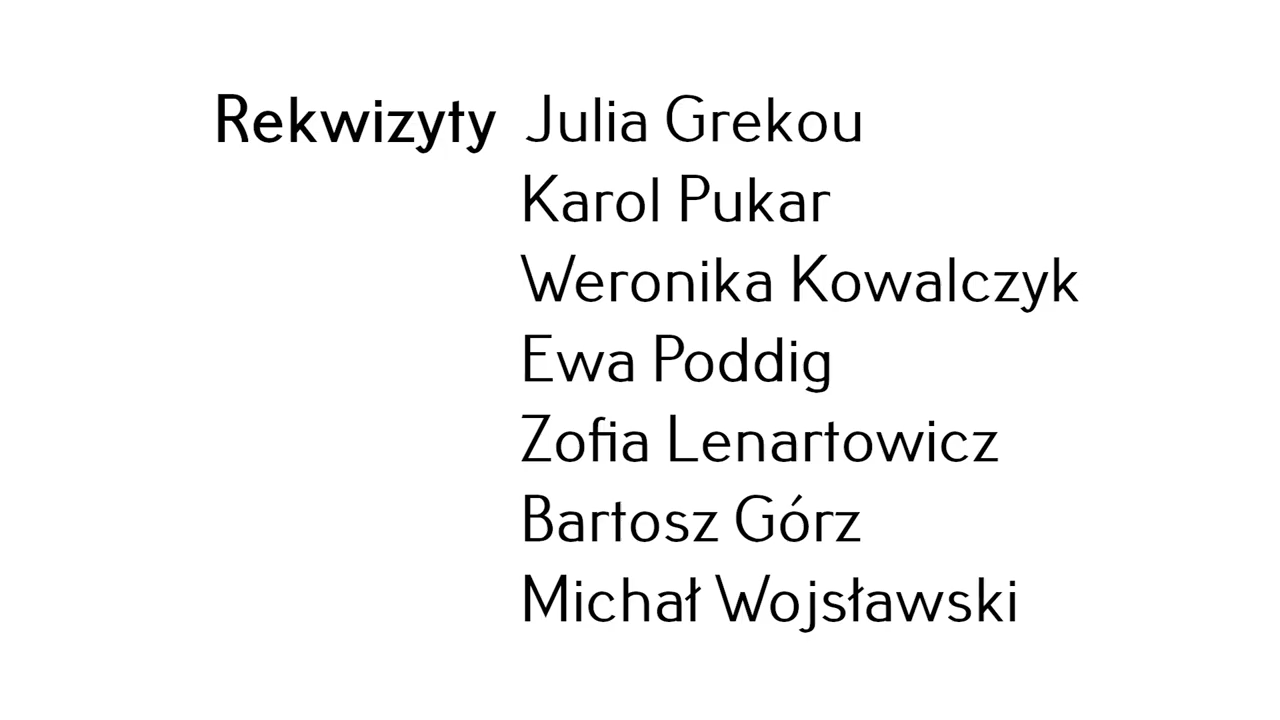 Rekwizyty Julia Grekou
Karol Pukar
Weronika Kowalczyk
Ewa Poddig
Zofia Lenartowicz
Bartosz Górz
Michał Wojsławski